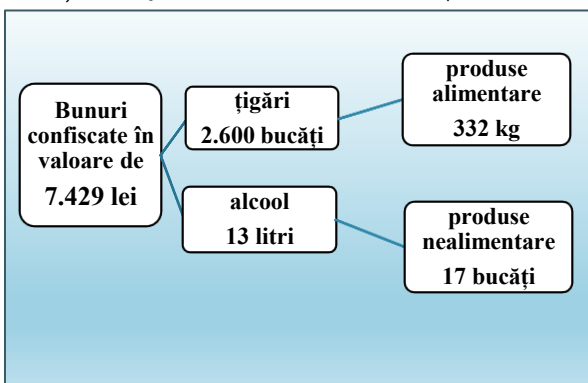 Bunuri
confiscate în
valoare de
7.429 lei
țigări
2.600 bucăți
alcool
13 litri
produse
alimentare
332 kg
produse
nealimentare
17 bucăți